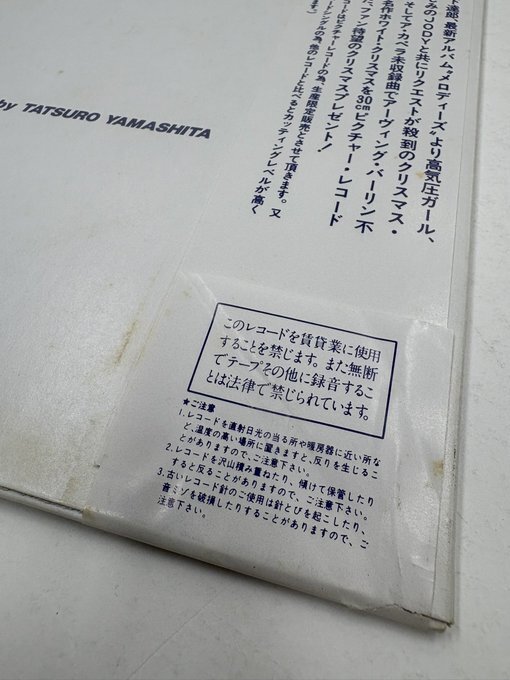 by TATSURO YAMASHITA
達郎 最新アルバム"メロディーズ"より高気圧ガール、
みのJODYと共にリクエストが殺到のクリスマス・
そしてア・カペラ未収録曲でアーヴィング・バーリン不
名作ホワイト・クリスマスを30cmピクチャー・レコード
ファン待望のクリスマスプレゼント!
コードはピクチャーレコードの為、生産限定販売とさせて頂きます。又
ードシングルの為、他のレコードと比べるとカッティングレベルが高く
このレコードを賃貸業に使用
することを禁じます。また無断
でテープその他に録音するこ
とは法律で禁じられています。
★ご注意
1.レコードを直射日光の当る所や暖房器に近い所な
ど、温度の高い場所に置きますと、反りを生じるこ
とがありますので、ご注意下さい。
2.レコードを沢山積み重ねたり、傾けて保管したり
すると反ることがありますので、ご注意下さい。
3.古いレコード針のご使用は針とびを起こしたり、
音ミゾを破損したりすることがありますので、ご
注意下さい。